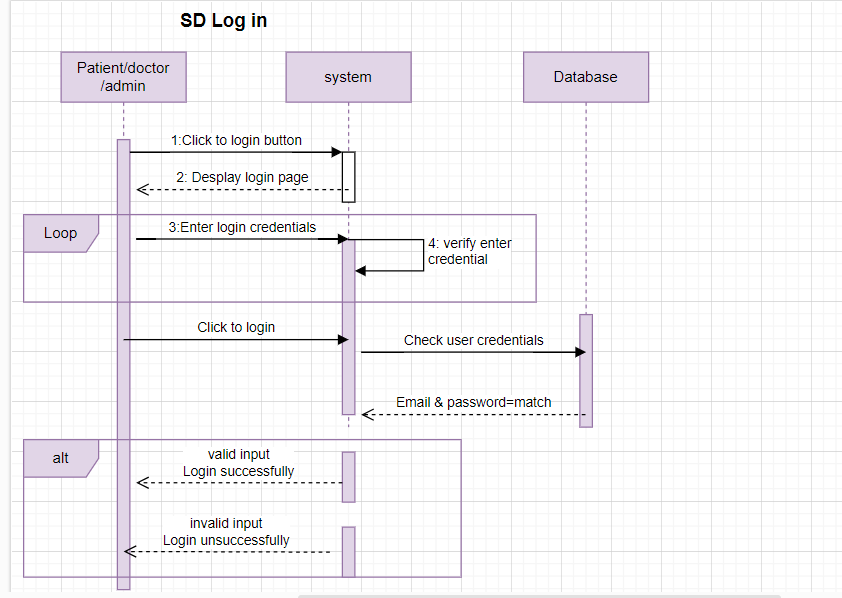 SD Log in
Patient/doctor
/admin
system
Database
1:Click to login button
2: Desplay login page
Loop
3:Enter login credentials
4: verify enter
credential
Click to login
Check user credentials
Email & password=match
alt
valid input
Login successfully
invalid input
Login unsuccessfully